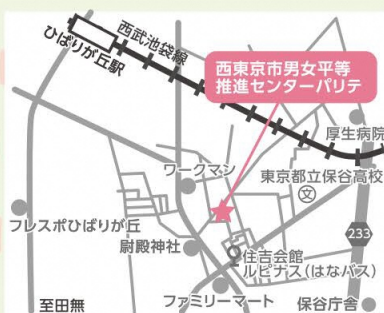 西武池袋線
ひばりが丘駅
西東京市男女平等
推進センターパリテ
厚生病院
ワークマン
東京都立保谷高校
文
フレスポひばりが丘
233
尉殿神社
住吉会館
ルピナス(はなバス)
ファミリーマート
至田無
保谷庁舎